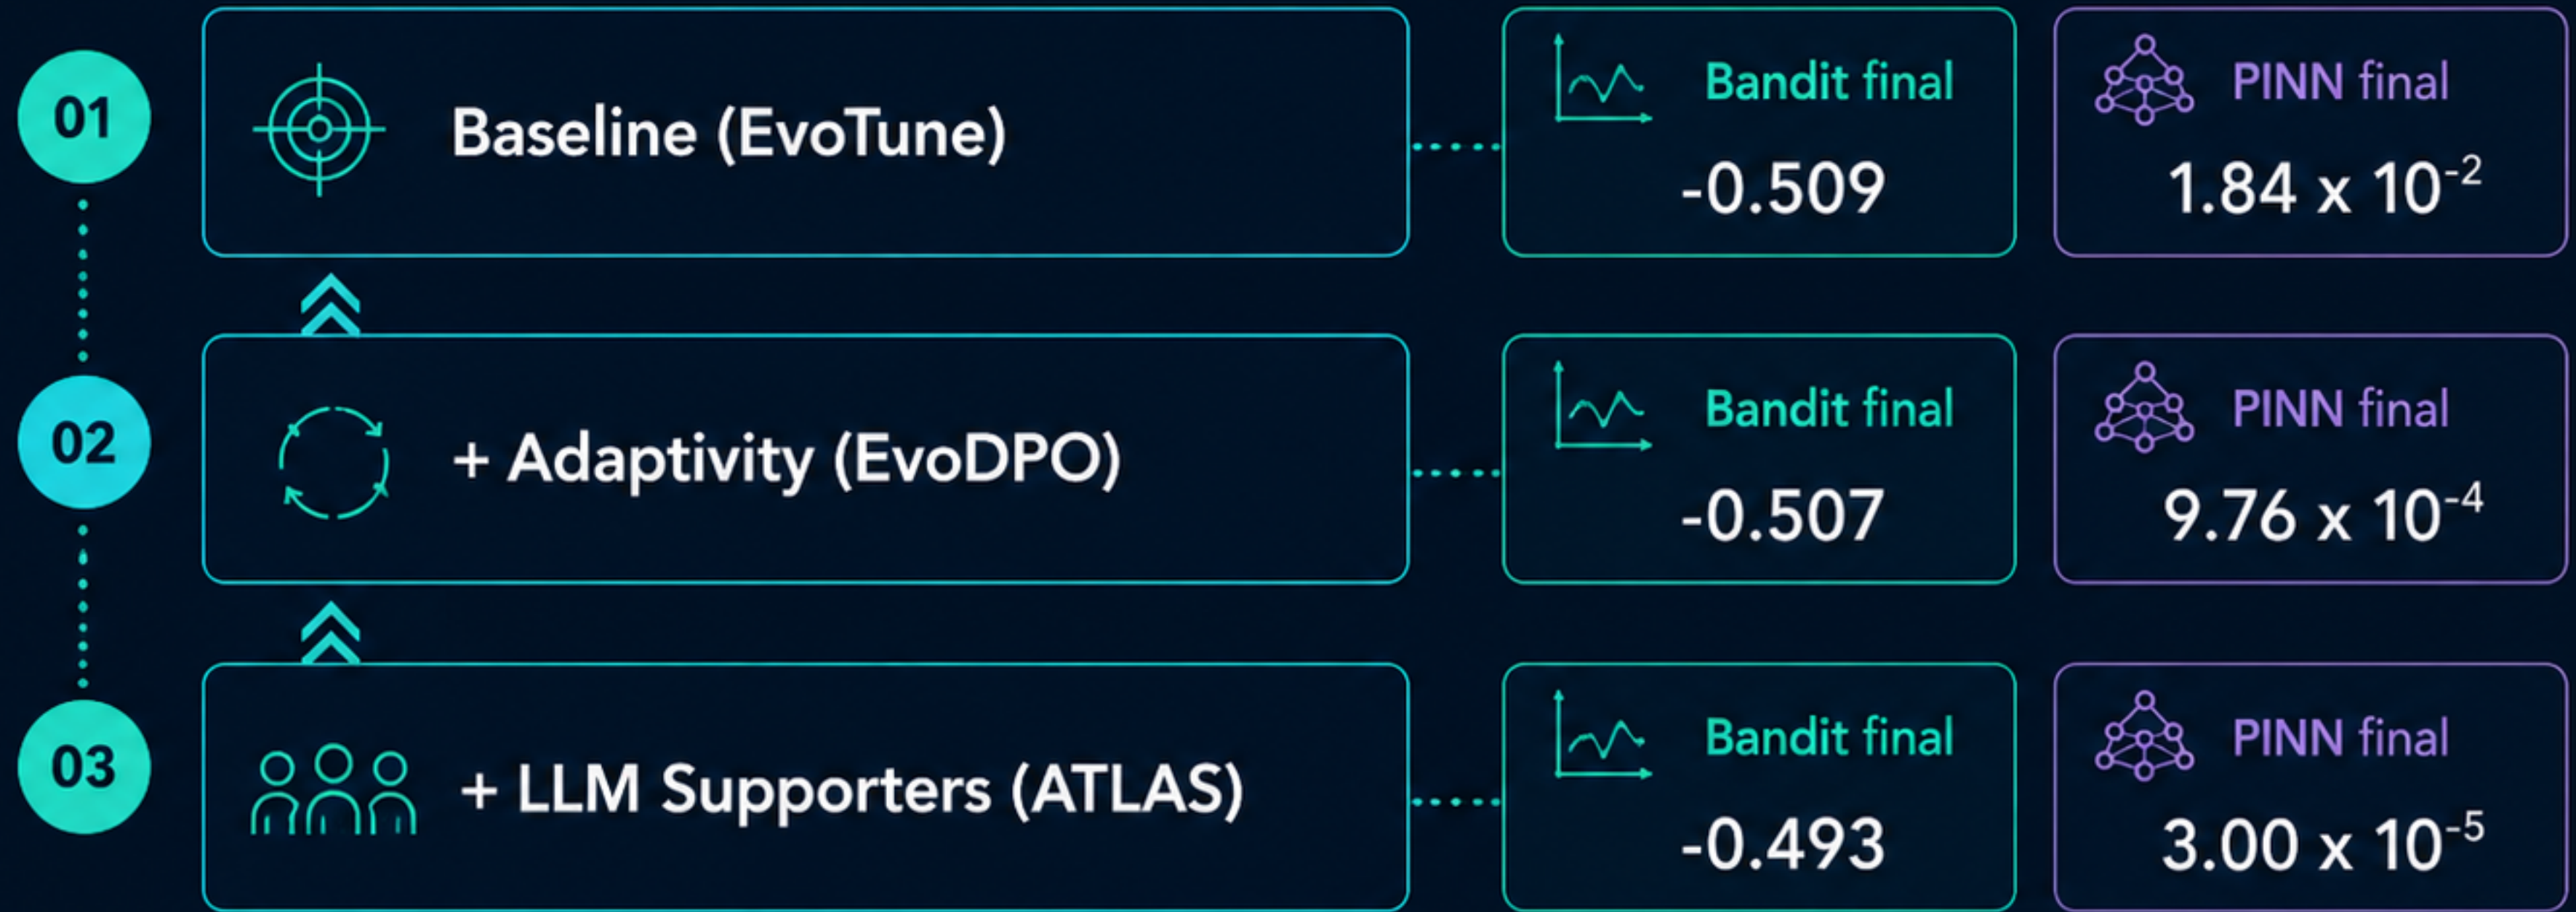 01
Baseline (EvoTune)
Bandit final
-0.509
PINN final
1.84 x 10⁻²
02
+ Adaptivity (EvoDPO)
Bandit final
-0.507
PINN final
9.76 x 10⁻⁴
03
+ LLM Supporters (ATLAS)
Bandit final
-0.493
PINN final
3.00 x 10⁻⁵